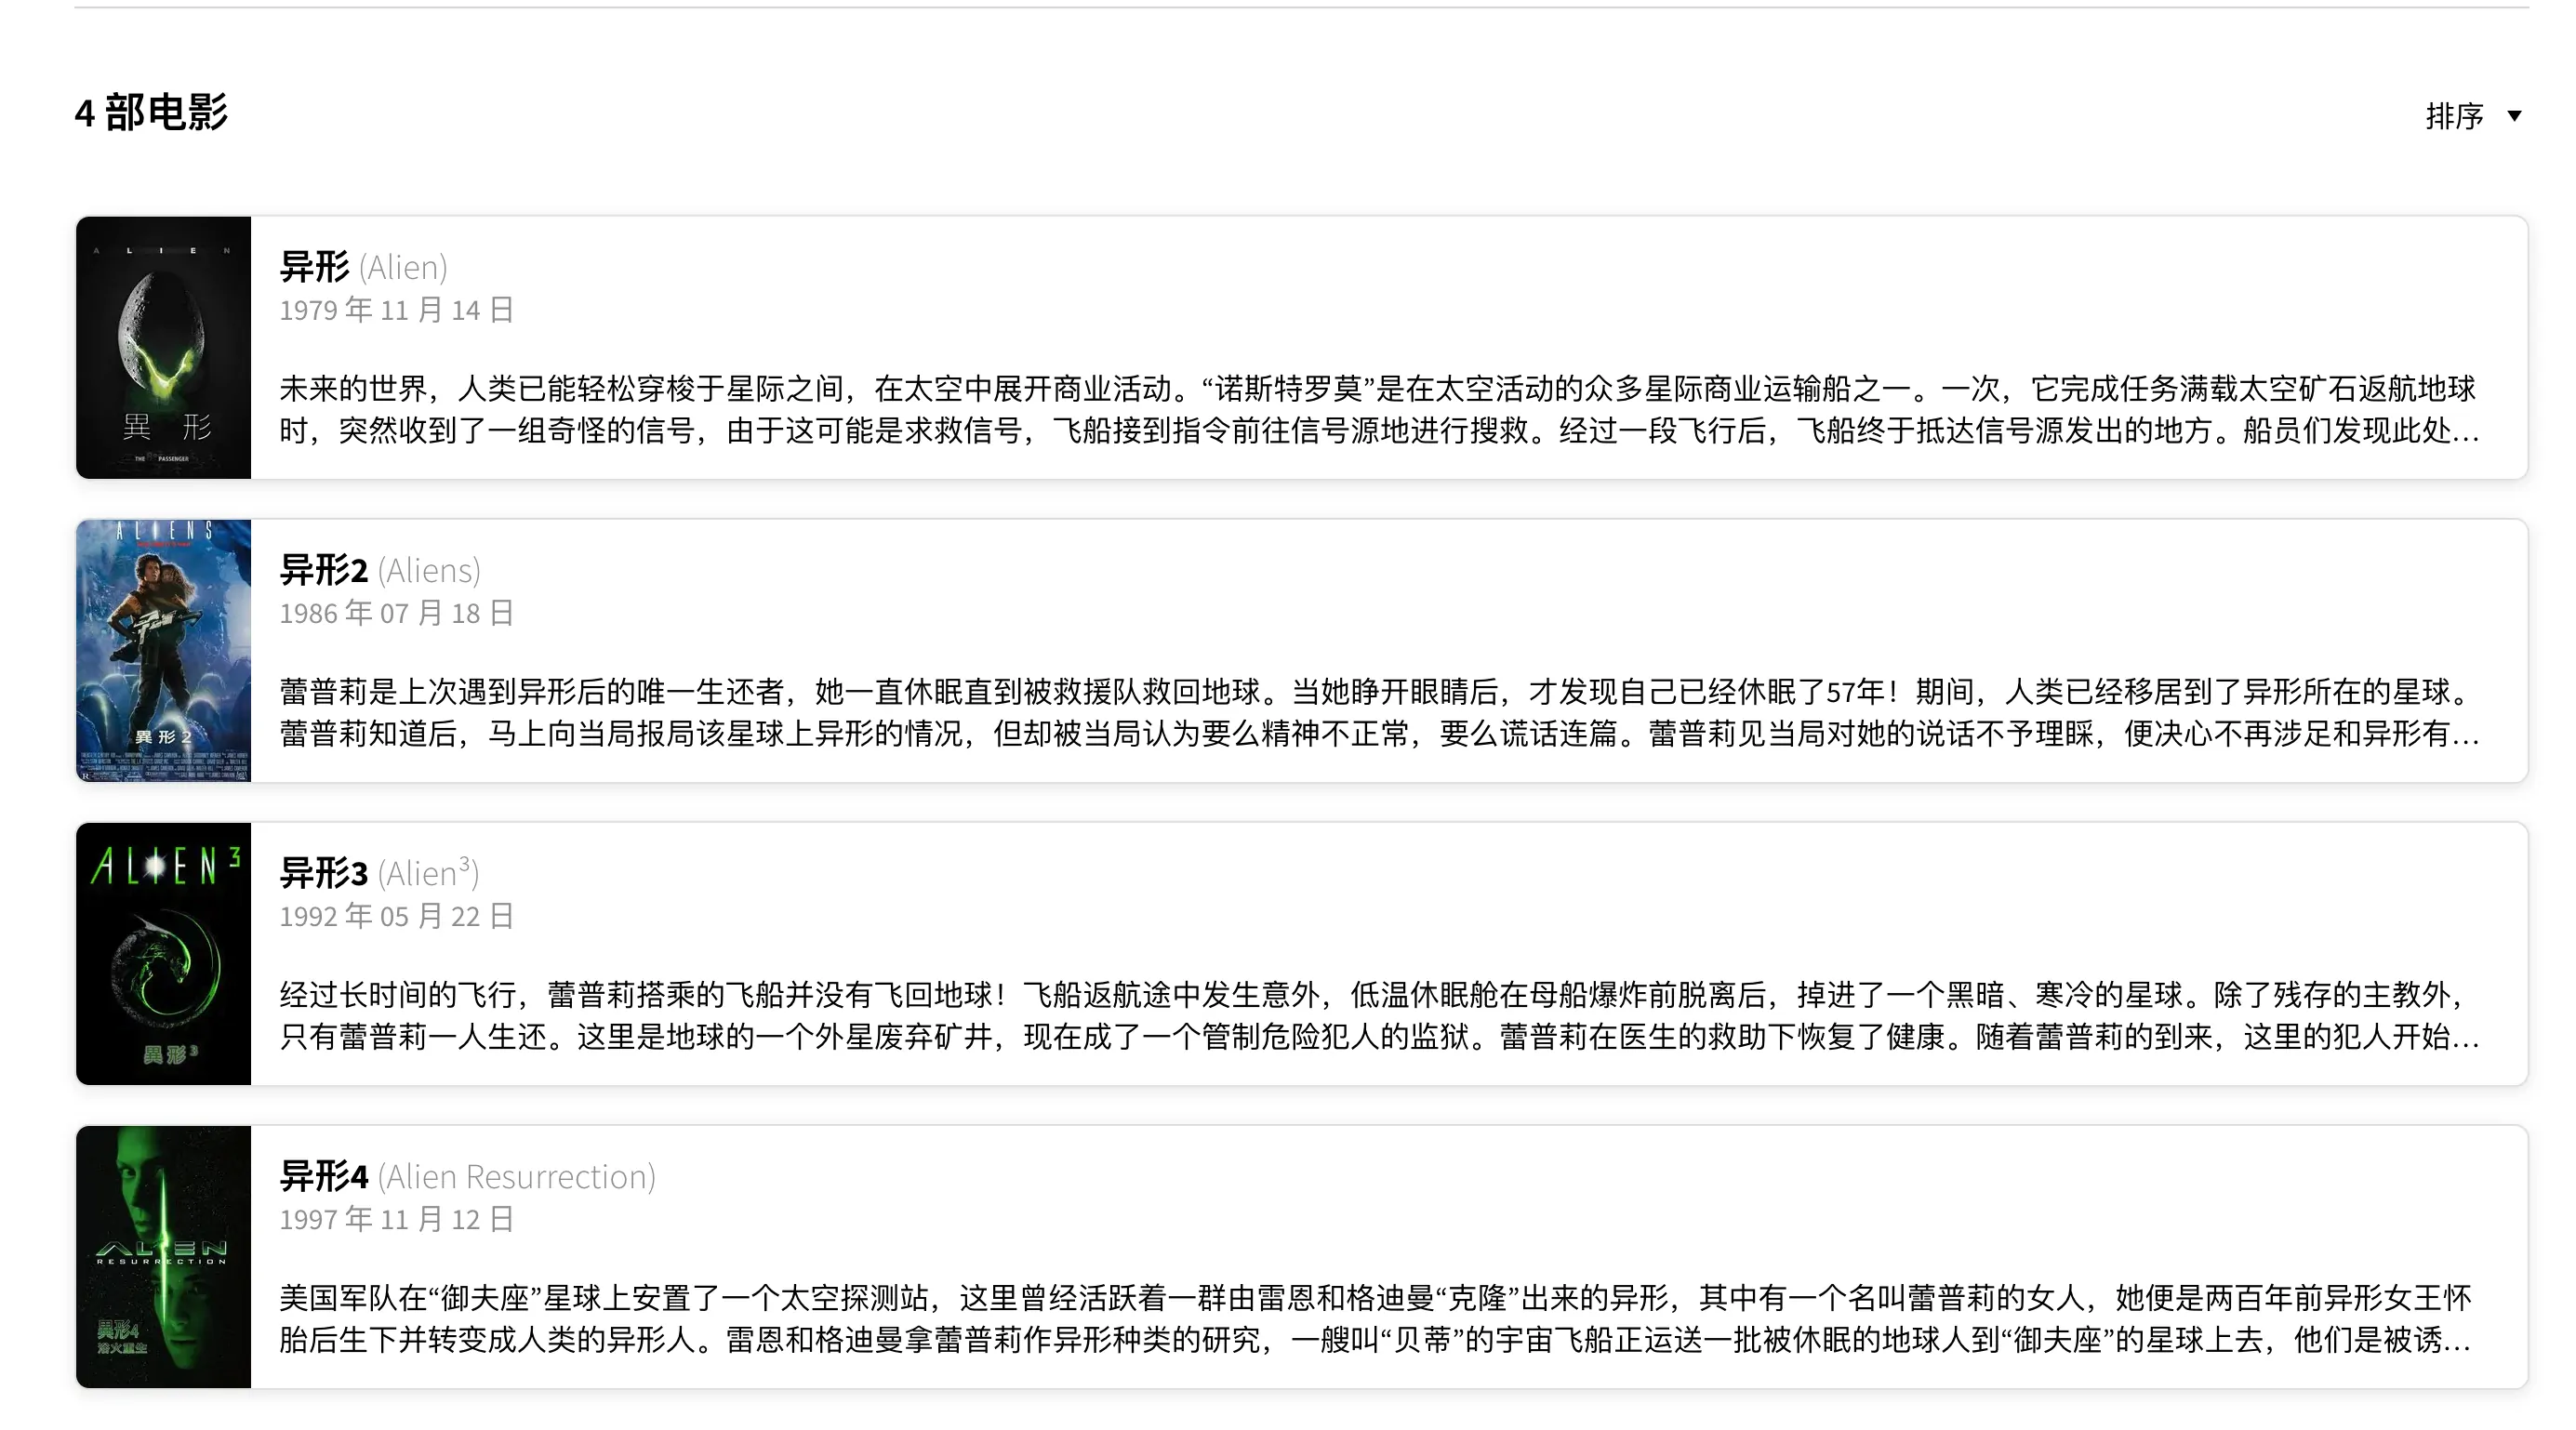 4 部电影
排序
A L I E N
異 形
THE PASSENGER
异形 (Alien)
1979 年 11 月 14 日
未来的世界，人类已能轻松穿梭于星际之间，在太空中展开商业活动。“诺斯特罗莫”是在太空活动的众多星际商业运输船之一。一次，它完成任务满载太空矿石返航地球
时，突然收到了一组奇怪的信号，由于这可能是求救信号，飞船接到指令前往信号源地进行搜救。经过一段飞行后，飞船终于抵达信号源发出的地方。船员们发现此处…
ALIENS
異形2
异形2 (Aliens)
1986 年 07 月 18 日
蕾普莉是上次遇到异形后的唯一生还者，她一直休眠直到被救援队救回地球。当她睁开眼睛后，才发现自己已经休眠了57年！期间，人类已经移居到了异形所在的星球。
蕾普莉知道后，马上向当局报局该星球上异形的情况，但却被当局认为要么精神不正常，要么谎话连篇。蕾普莉见当局对她的说话不予理睬，便决心不再涉足和异形有…
ALIEN³
異形³
异形3 (Alien³)
1992 年 05 月 22 日
经过长时间的飞行，蕾普莉搭乘的飞船并没有飞回地球！飞船返航途中发生意外，低温休眠舱在母船爆炸前脱离后，掉进了一个黑暗、寒冷的星球。除了残存的主教外，
只有蕾普莉一人生还。这里是地球的一个外星废弃矿井，现在成了一个管制危险犯人的监狱。蕾普莉在医生的救助下恢复了健康。随着蕾普莉的到来，这里的犯人开始…
ALIEN
RESURRECTION
異形4
浴火重生
异形4 (Alien Resurrection)
1997 年 11 月 12 日
美国军队在“御夫座”星球上安置了一个太空探测站，这里曾经活跃着一群由雷恩和格迪曼“克隆”出来的异形，其中有一个名叫蕾普莉的女人，她便是两百年前异形女王怀
胎后生下并转变成人类的异形人。雷恩和格迪曼拿蕾普莉作异形种类的研究，一艘叫“贝蒂”的宇宙飞船正运送一批被休眠的地球人到“御夫座”的星球上去，他们是被诱…